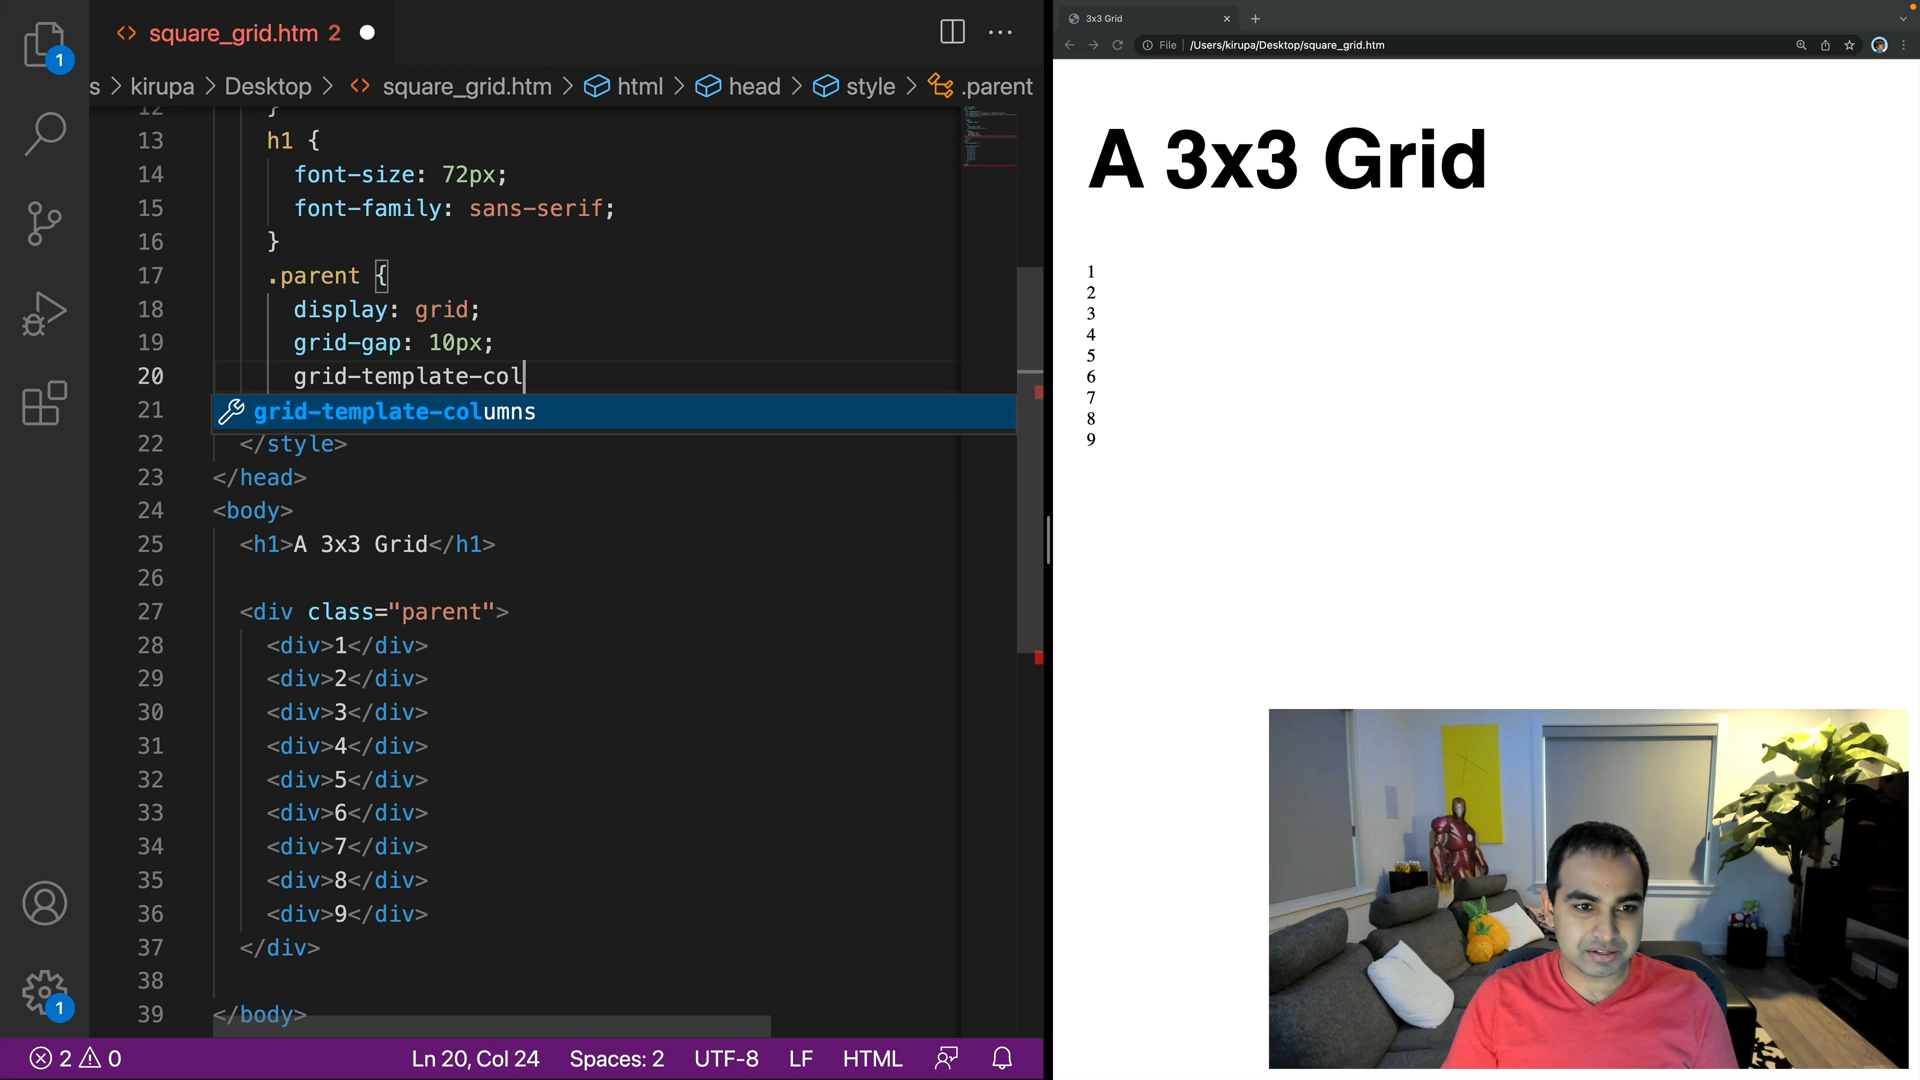 1
square_grid.htm 2
s > kirupa > Desktop > square_grid.htm > html > head > style > .parent
12 }
13 h1 {
14 font-size: 72px;
15 font-family: sans-serif;
16 }
17 .parent {
18 display: grid;
19 grid-gap: 10px;
20 grid-template-col
21 grid-template-columns
22 </style>
23 </head>
24 <body>
25 <h1>A 3x3 Grid</h1>
26
27 <div class="parent">
28 <div>1</div>
29 <div>2</div>
30 <div>3</div>
31 <div>4</div>
32 <div>5</div>
33 <div>6</div>
34 <div>7</div>
35 <div>8</div>
36 <div>9</div>
37 </div>
38
39 </body>
1
2 0 Ln 20, Col 24 Spaces: 2 UTF-8 LF HTML
3x3 Grid
File /Users/kirupa/Desktop/square_grid.htm
A 3x3 Grid
1
2
3
4
5
6
7
8
9